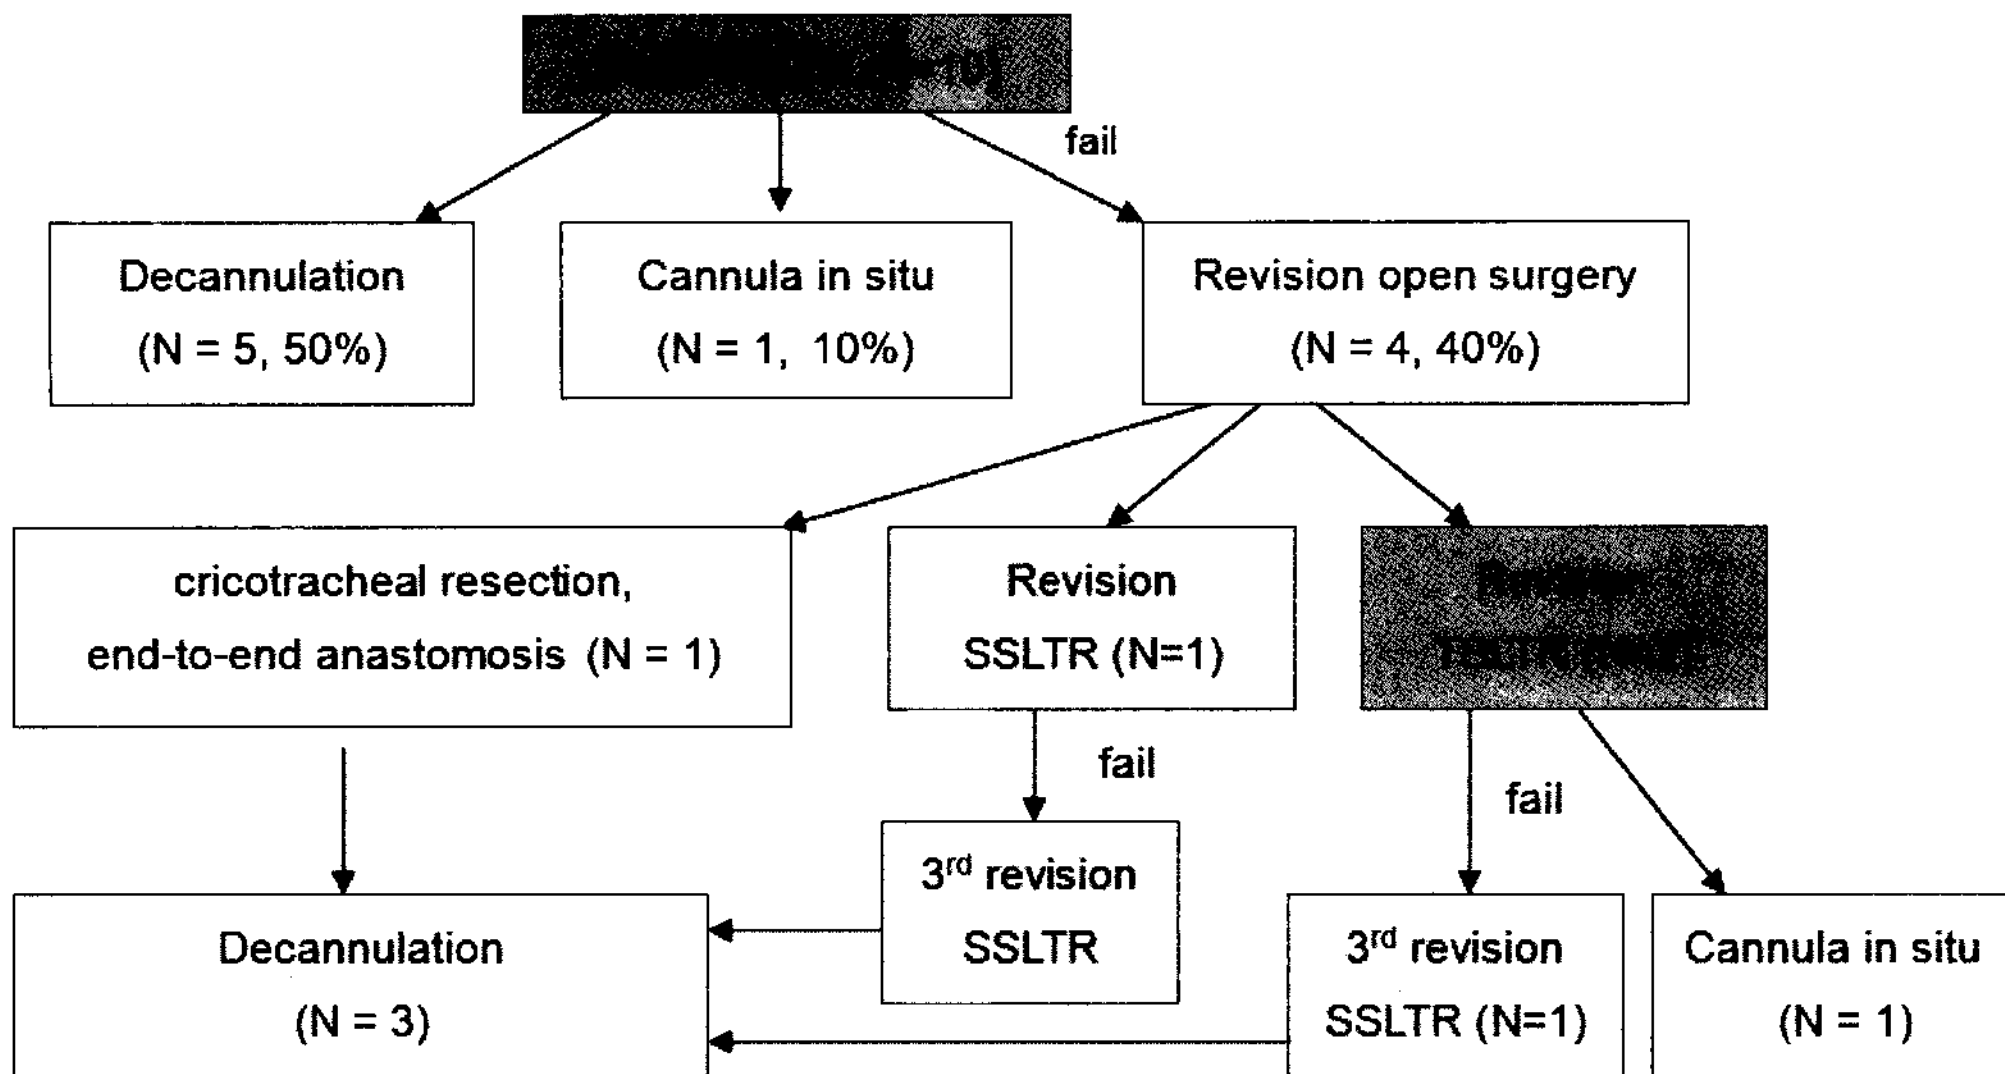 fail
Decannulation
(N = 5, 50%)
Cannula in situ
(N = 1, 10%)
Revision open surgery
(N = 4, 40%)
cricotracheal resection,
end-to-end anastomosis (N = 1)
Revision
SSLTR (N=1)
Revision
fail
fail
3rd revision
SSLTR
Decannulation
(N = 3)
3rd revision
SSLTR (N=1)
Cannula in situ
(N = 1)